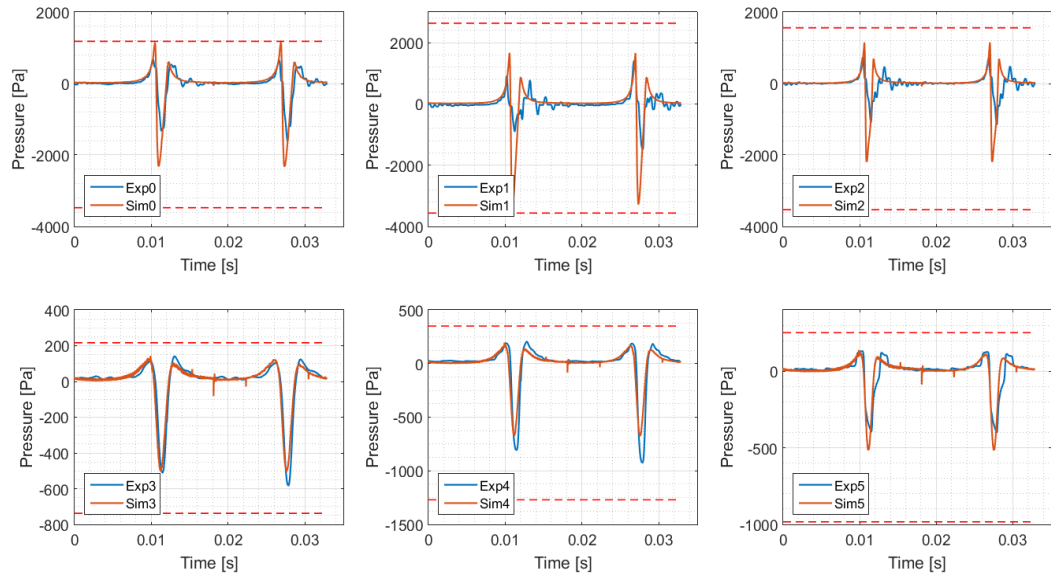 2000
0
-2000
-4000
Pressure [Pa]
Exp0
Sim0
0 0.01 0.02 0.03
Time [s]
2000
0
-2000
-4000
Pressure [Pa]
Exp1
Sim1
0 0.01 0.02 0.03
Time [s]
2000
0
-2000
-4000
Pressure [Pa]
Exp2
Sim2
0 0.01 0.02 0.03
Time [s]
400
200
0
-200
-400
-600
-800
Pressure [Pa]
Exp3
Sim3
0 0.01 0.02 0.03
Time [s]
500
0
-500
-1000
-1500
Pressure [Pa]
Exp4
Sim4
0 0.01 0.02 0.03
Time [s]
0
-500
-1000
Pressure [Pa]
Exp5
Sim5
0 0.01 0.02 0.03
Time [s]